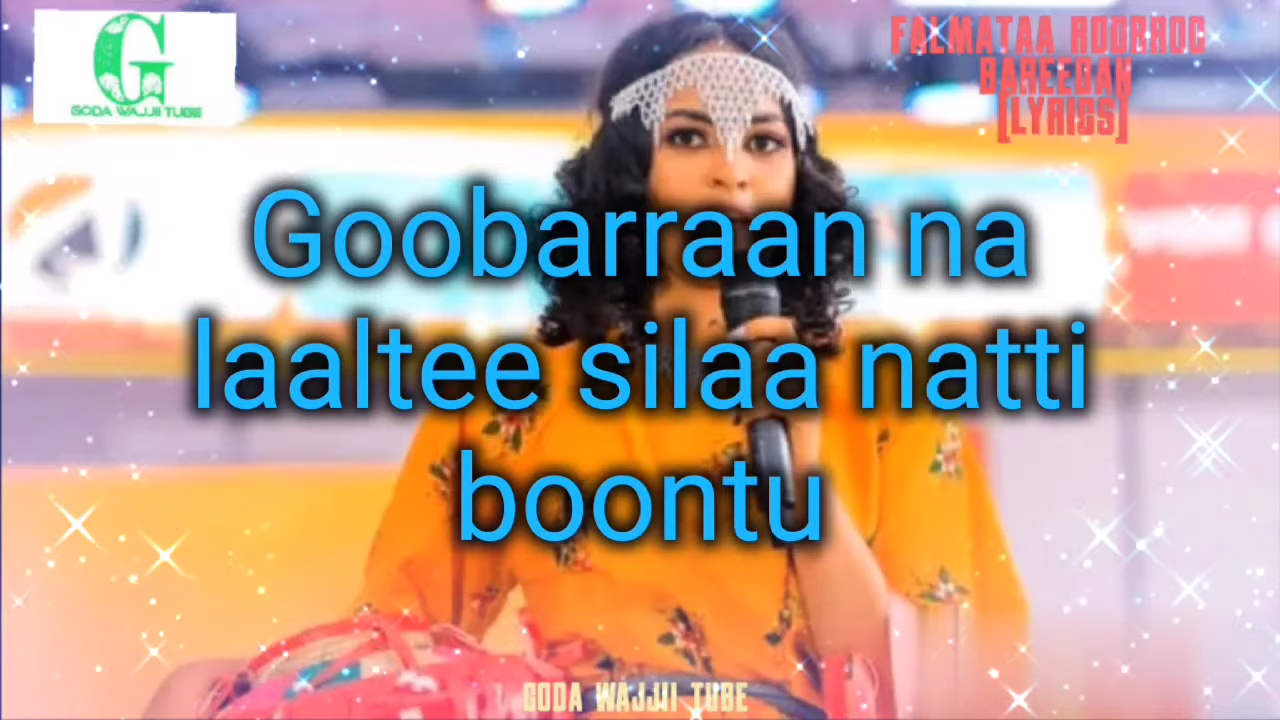 G
GODA WAJJII TUBE
FALMATAA ROORROO
BAREEDAN
[LYRICS]
Goobarraan na
laaltee silaa natti
boontu
GODA WAJJII TUBE